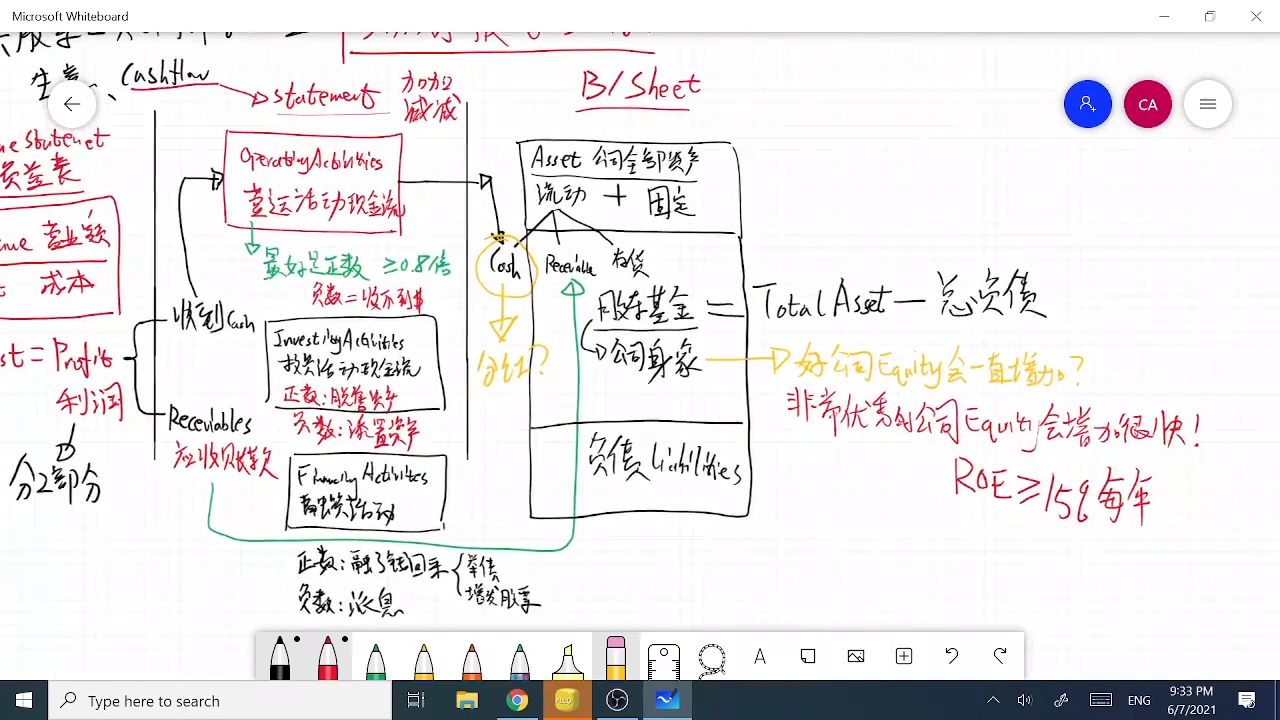 Microsoft Whiteboard
Cashflow
statement
加加
减减
B/Sheet
CA
损益表
营业额
成本
Profit
利润
分2部分
收到Cash
Receivables
应收账款
Operating Activities
营运活动现金流
最好是正数 ≥0.8倍
负数=收不到$
Investing Activities
投资活动现金流
正数:脱售资产
负数:添置资产
Financing Activities
融资活动
正数:融了钱回来
举债
增发股票
负数:派息
Asset 公司全部资产
流动 + 固定
Cash Receivable 存货
分红?
股东基金 = Total Asset — 总负债
公司身家
好公司Equity会一直增加?
非常优秀的公司Equity会增加很快!
ROE ≥ 15% 每年
负债 Liabilities
Type here to search
ENG
9:33 PM
6/7/2021